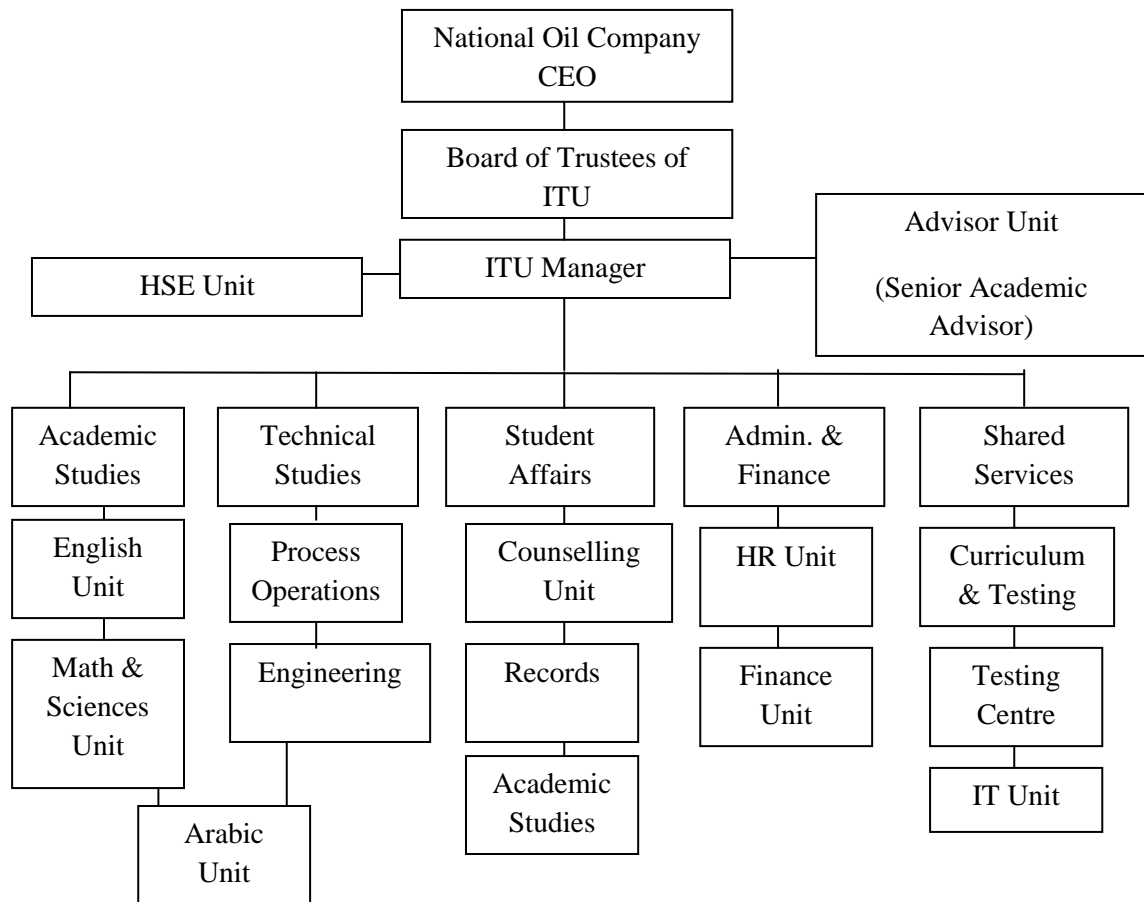 National Oil Company
CEO
Board of Trustees of
ITU
ITU Manager
Advisor Unit
(Senior Academic
Advisor)
HSE Unit
Academic
Studies
Technical
Studies
Student
Affairs
Admin. &
Finance
Shared
Services
English
Unit
Process
Operations
Counselling
Unit
HR Unit
Curriculum
& Testing
Math &
Sciences
Unit
Engineering
Records
Finance
Unit
Testing
Centre
Academic
Studies
IT Unit
Arabic
Unit